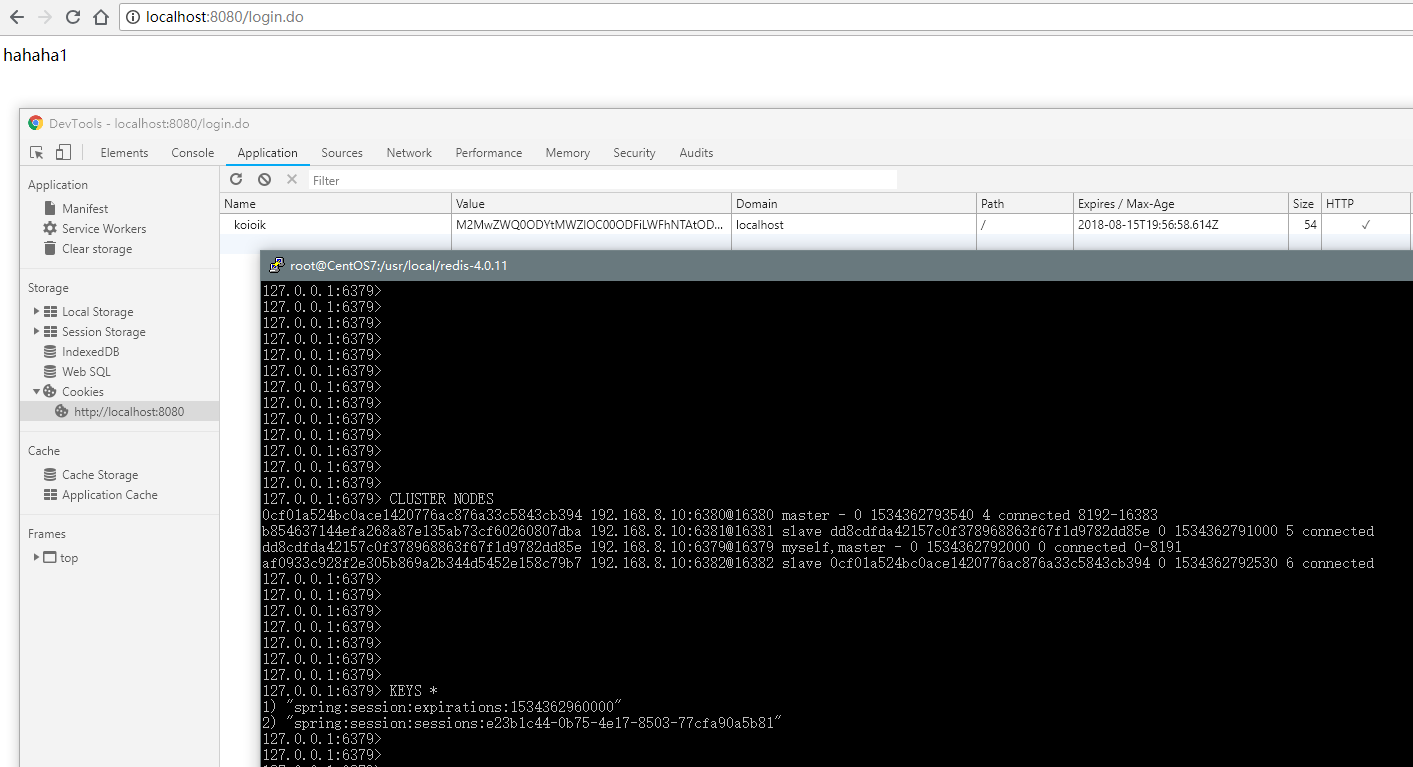 localhost:8080/login.do
hahaha1
DevTools - localhost:8080/login.do
Elements Console Application Sources Network Performance Memory Security Audits
Application
Manifest
Service Workers
Clear storage
Storage
Local Storage
Session Storage
IndexedDB
Web SQL
Cookies
http://localhost:8080
Cache
Cache Storage
Application Cache
Frames
top
Filter
Name Value Domain Path Expires / Max-Age Size HTTP
koioik M2MwZWQ0ODYtMWZlOC00ODFiLWFhNTAtOD... localhost / 2018-08-15T19:56:58.614Z 54 ✓
root@CentOS7:/usr/local/redis-4.0.11
127.0.0.1:6379>
127.0.0.1:6379>
127.0.0.1:6379>
127.0.0.1:6379>
127.0.0.1:6379>
127.0.0.1:6379>
127.0.0.1:6379>
127.0.0.1:6379>
127.0.0.1:6379>
127.0.0.1:6379>
127.0.0.1:6379>
127.0.0.1:6379>
127.0.0.1:6379>
127.0.0.1:6379> CLUSTER NODES
0cf01a524bc0ace1420776ac876a33c5843cb394 192.168.8.10:6380@16380 master - 0 1534362793540 4 connected 8192-16383
b854637144efa268a87e135ab73cf60260807dba 192.168.8.10:6381@16381 slave dd8cdfda42157c0f378968863f67f1d9782dd85e 0 1534362791000 5 connected
dd8cdfda42157c0f378968863f67f1d9782dd85e 192.168.8.10:6379@16379 myself,master - 0 1534362792000 0 connected 0-8191
af0933c928f2e305b869a2b344d5452e158c79b7 192.168.8.10:6382@16382 slave 0cf01a524bc0ace1420776ac876a33c5843cb394 0 1534362792530 6 connected
127.0.0.1:6379>
127.0.0.1:6379>
127.0.0.1:6379>
127.0.0.1:6379>
127.0.0.1:6379>
127.0.0.1:6379>
127.0.0.1:6379>
127.0.0.1:6379> KEYS *
1) "spring:session:expirations:1534362960000"
2) "spring:session:sessions:e23b1c44-0b75-4e17-8503-77cfa90a5b81"
127.0.0.1:6379>
127.0.0.1:6379>